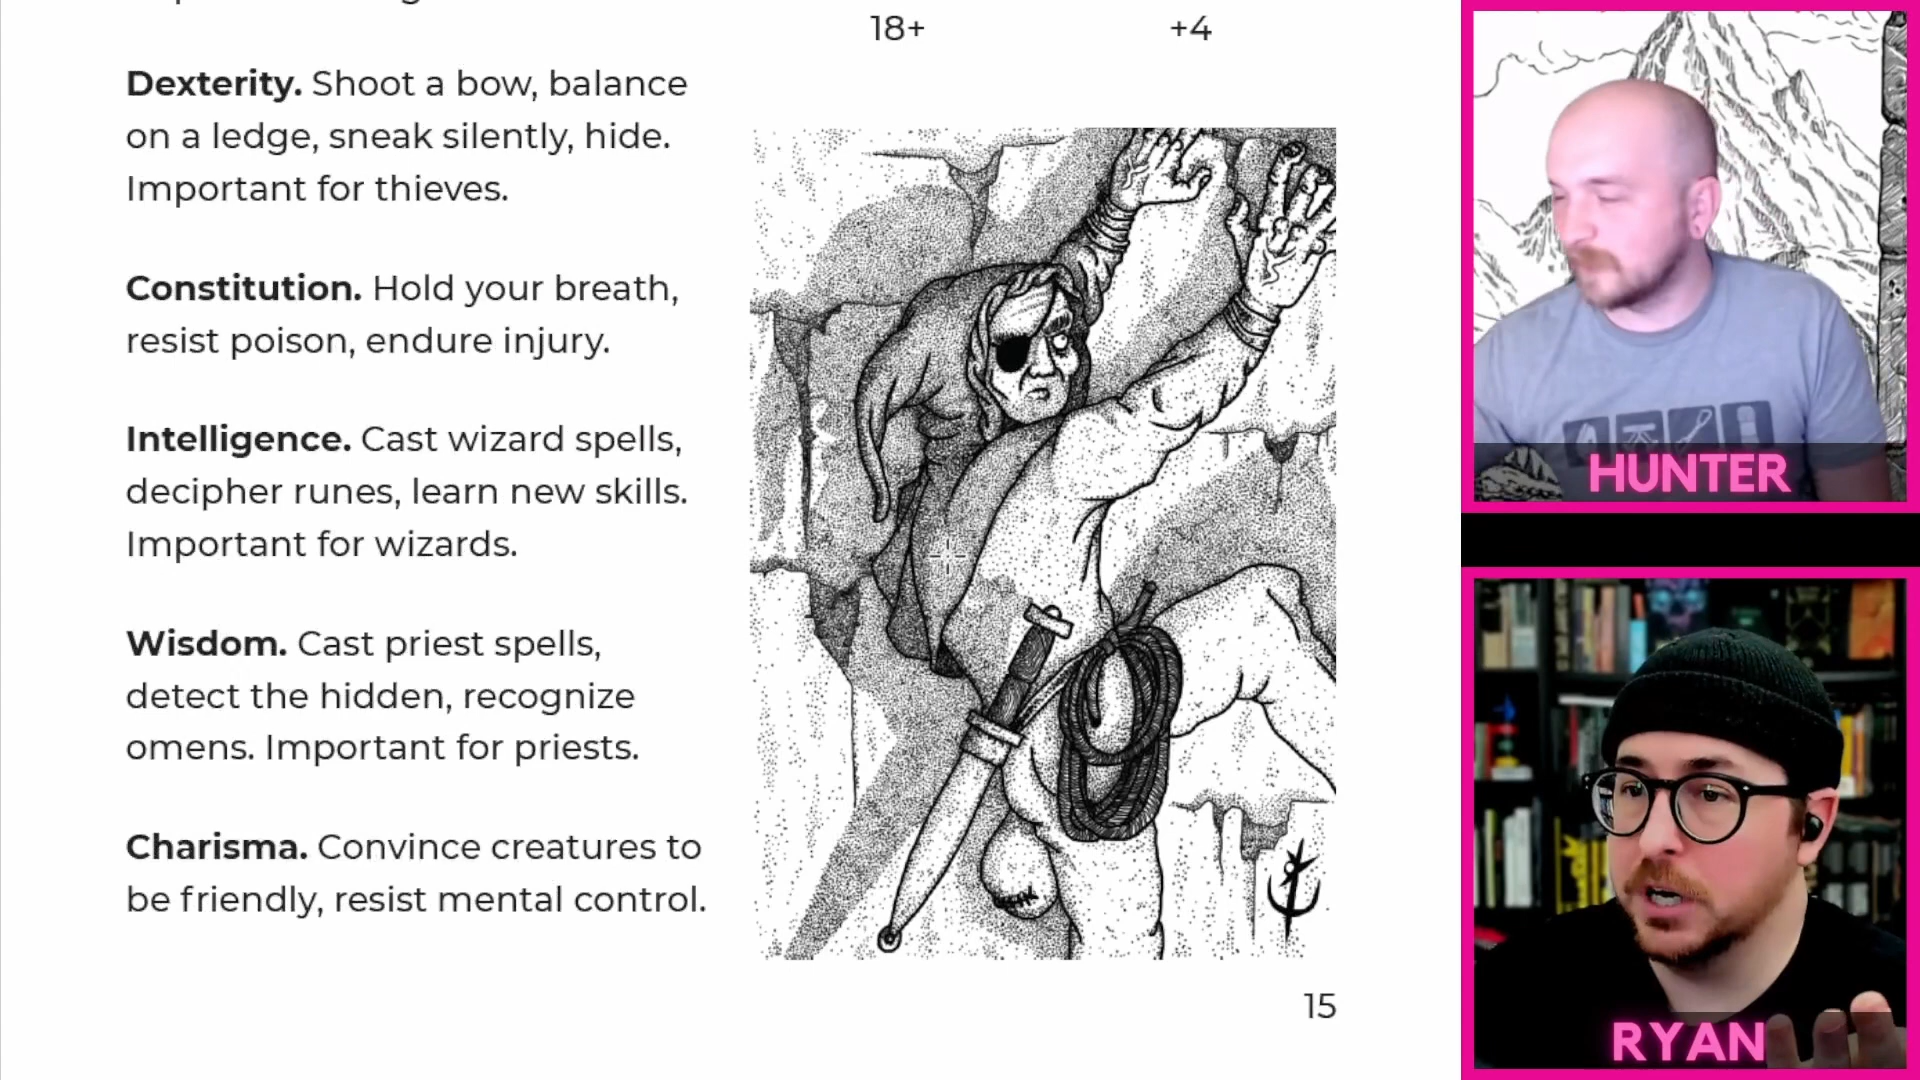 18+ +4
Dexterity. Shoot a bow, balance
on a ledge, sneak silently, hide.
Important for thieves.
Constitution. Hold your breath,
resist poison, endure injury.
Intelligence. Cast wizard spells,
decipher runes, learn new skills.
Important for wizards.
Wisdom. Cast priest spells,
detect the hidden, recognize
omens. Important for priests.
Charisma. Convince creatures to
be friendly, resist mental control.
15
HUNTER
RYAN